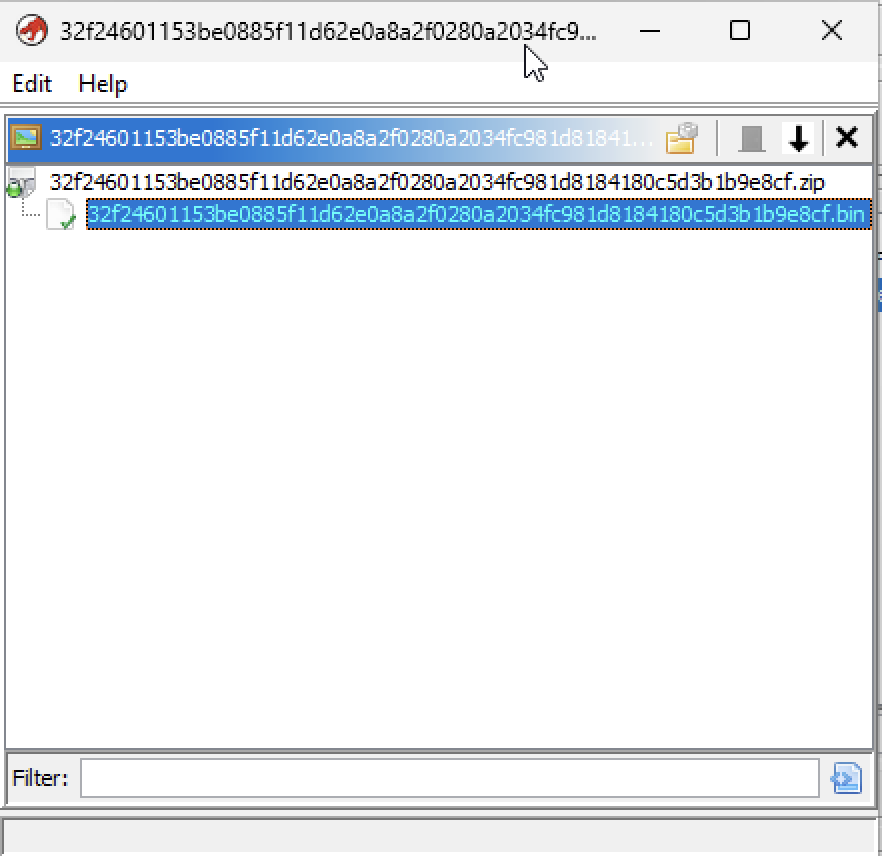 32f24601153be0885f11d62e0a8a2f0280a2034fc9...
Edit Help
32f24601153be0885f11d62e0a8a2f0280a2034fc981d81841...
32f24601153be0885f11d62e0a8a2f0280a2034fc981d8184180c5d3b1b9e8cf.zip
32f24601153be0885f11d62e0a8a2f0280a2034fc981d8184180c5d3b1b9e8cf.bin
Filter: